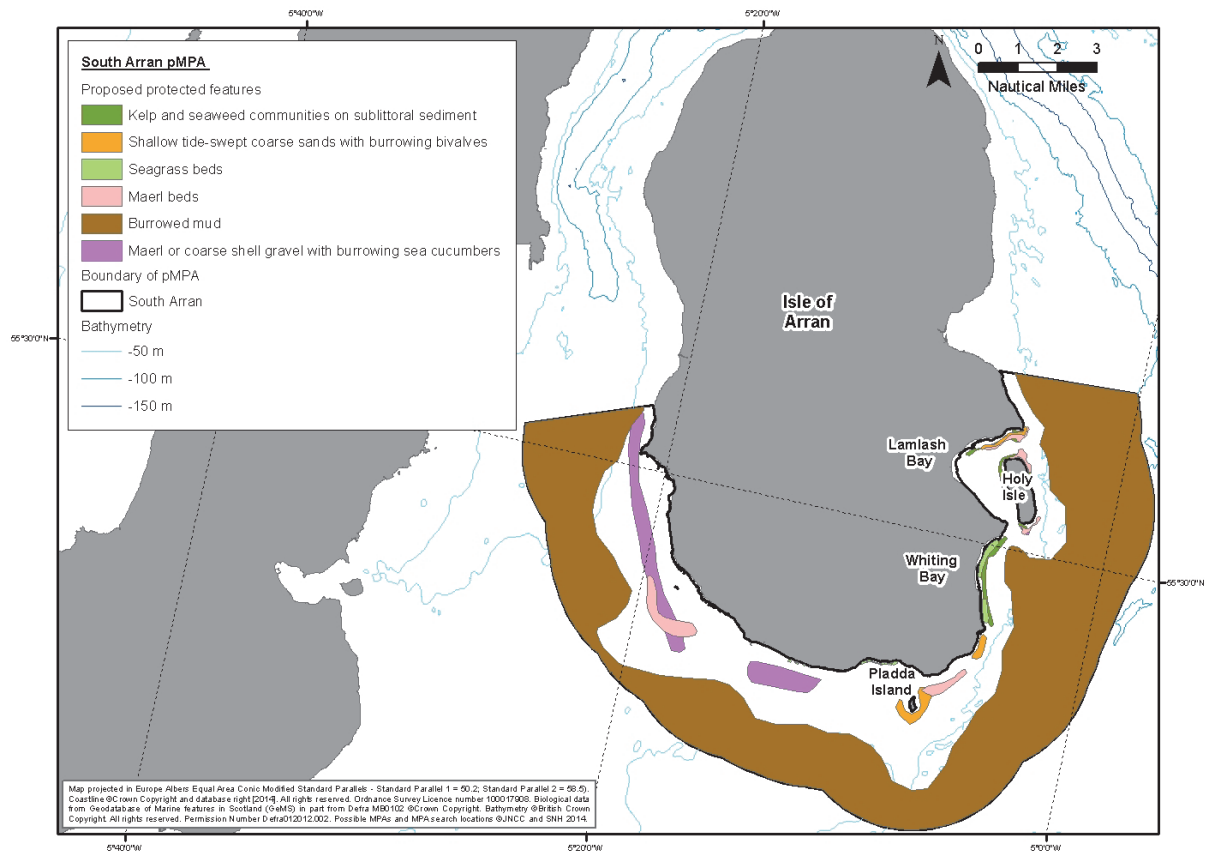 5°40'0"W
5°20'0"W
South Arran pMPA
Proposed protected features
Kelp and seaweed communities on sublittoral sediment
Shallow tide-swept coarse sands with burrowing bivalves
Seagrass beds
Maerl beds
Burrowed mud
Maerl or coarse shell gravel with burrowing sea cucumbers
Boundary of pMPA
South Arran
Bathymetry
-50 m
-100 m
-150 m
N
0 1 2 3
Nautical Miles
Isle of
Arran
55°30'0"N
Lamlash
Bay
Holy
Isle
Whiting
Bay
55°30'0"N
Pladda
Island
Map projected in Europe Albers Equal Area Conic Modified Standard Parallels - Standard Parallel 1 = 50.2; Standard Parallel 2 = 58.5).
Coastline ©Crown Copyright and database right [2014]. All rights reserved. Ordnance Survey Licence number 100017908. Biological data
from Geodatabase of Marine features in Scotland (GeMS) in part from Defra MB0102 ©Crown Copyright. Bathymetry ©British Crown
Copyright. All rights reserved. Permission Number Defra012012.002. Possible MPAs and MPA search locations ©JNCC and SNH 2014.
5°40'0"W
5°20'0"W
5°0'0"W